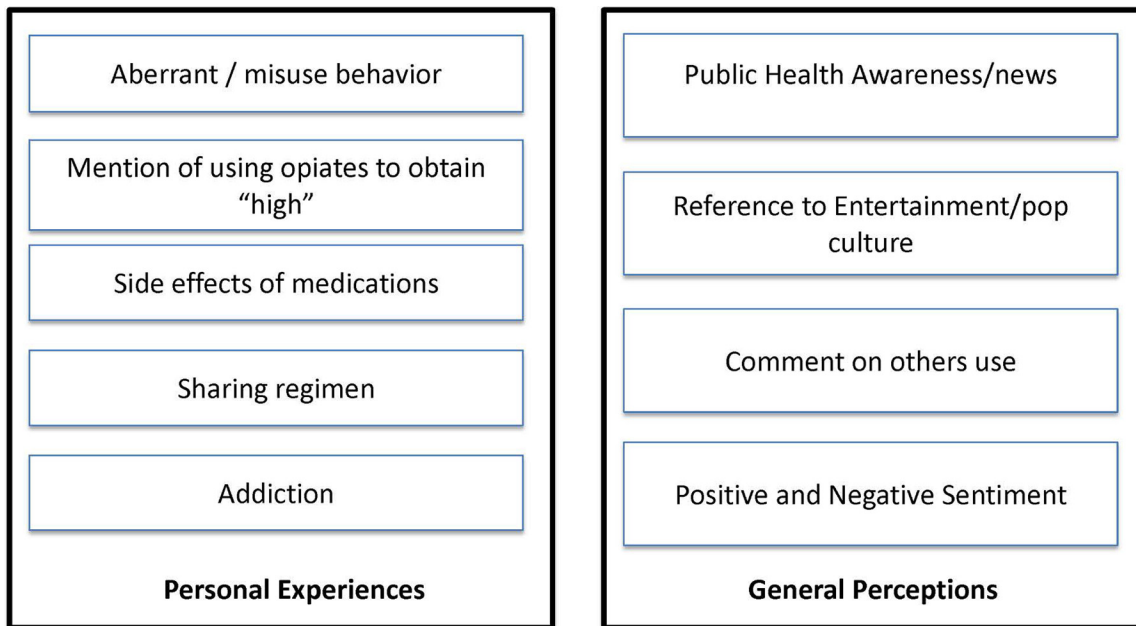 Aberrant / misuse behavior
Mention of using opiates to obtain
“high”
Side effects of medications
Sharing regimen
Addiction
Personal Experiences
Public Health Awareness/news
Reference to Entertainment/pop
culture
Comment on others use
Positive and Negative Sentiment
General Perceptions